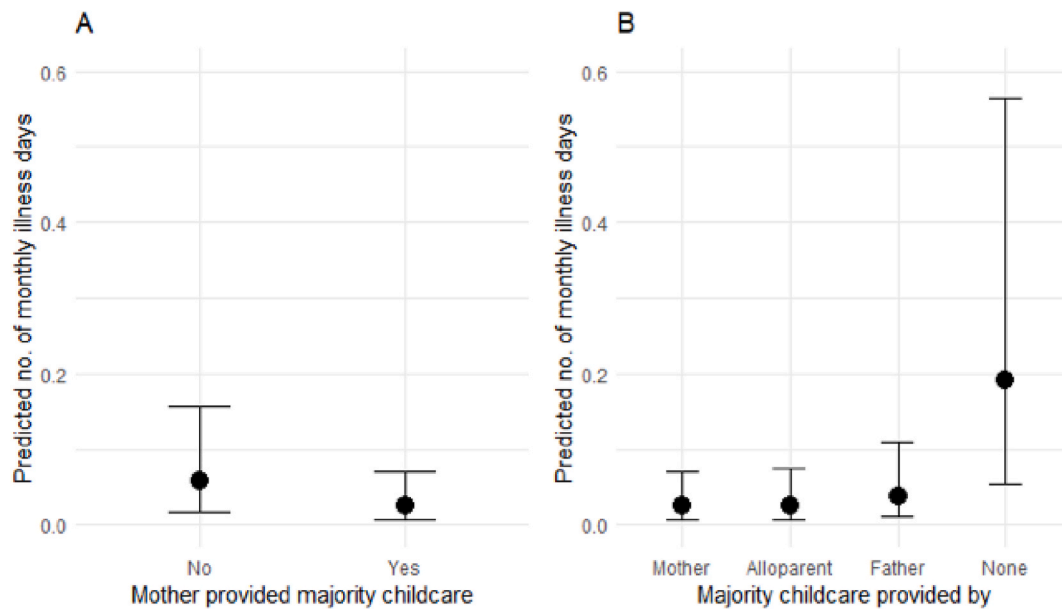 A
Predicted no. of monthly illness days
0.6
0.4
0.2
0.0
No Yes
Mother provided majority childcare
B
Predicted no. of monthly illness days
0.6
0.4
0.2
0.0
Mother Alloparent Father None
Majority childcare provided by